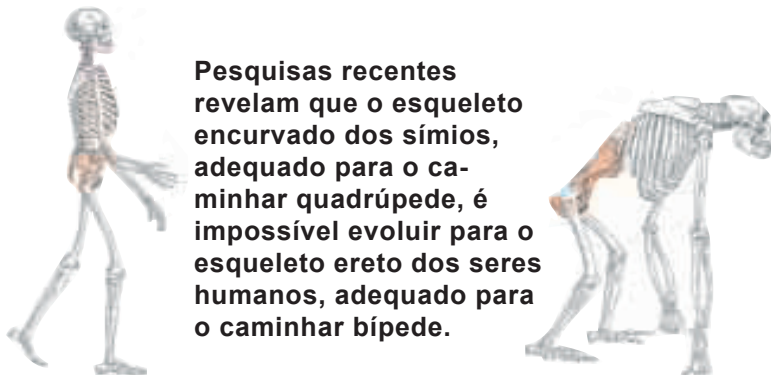 Pesquisas recentes
revelam que o esqueleto
encurvado dos símios,
adequado para o ca-
minhar quadrúpede, é
impossível evoluir para o
esqueleto ereto dos seres
humanos, adequado para
o caminhar bípede.